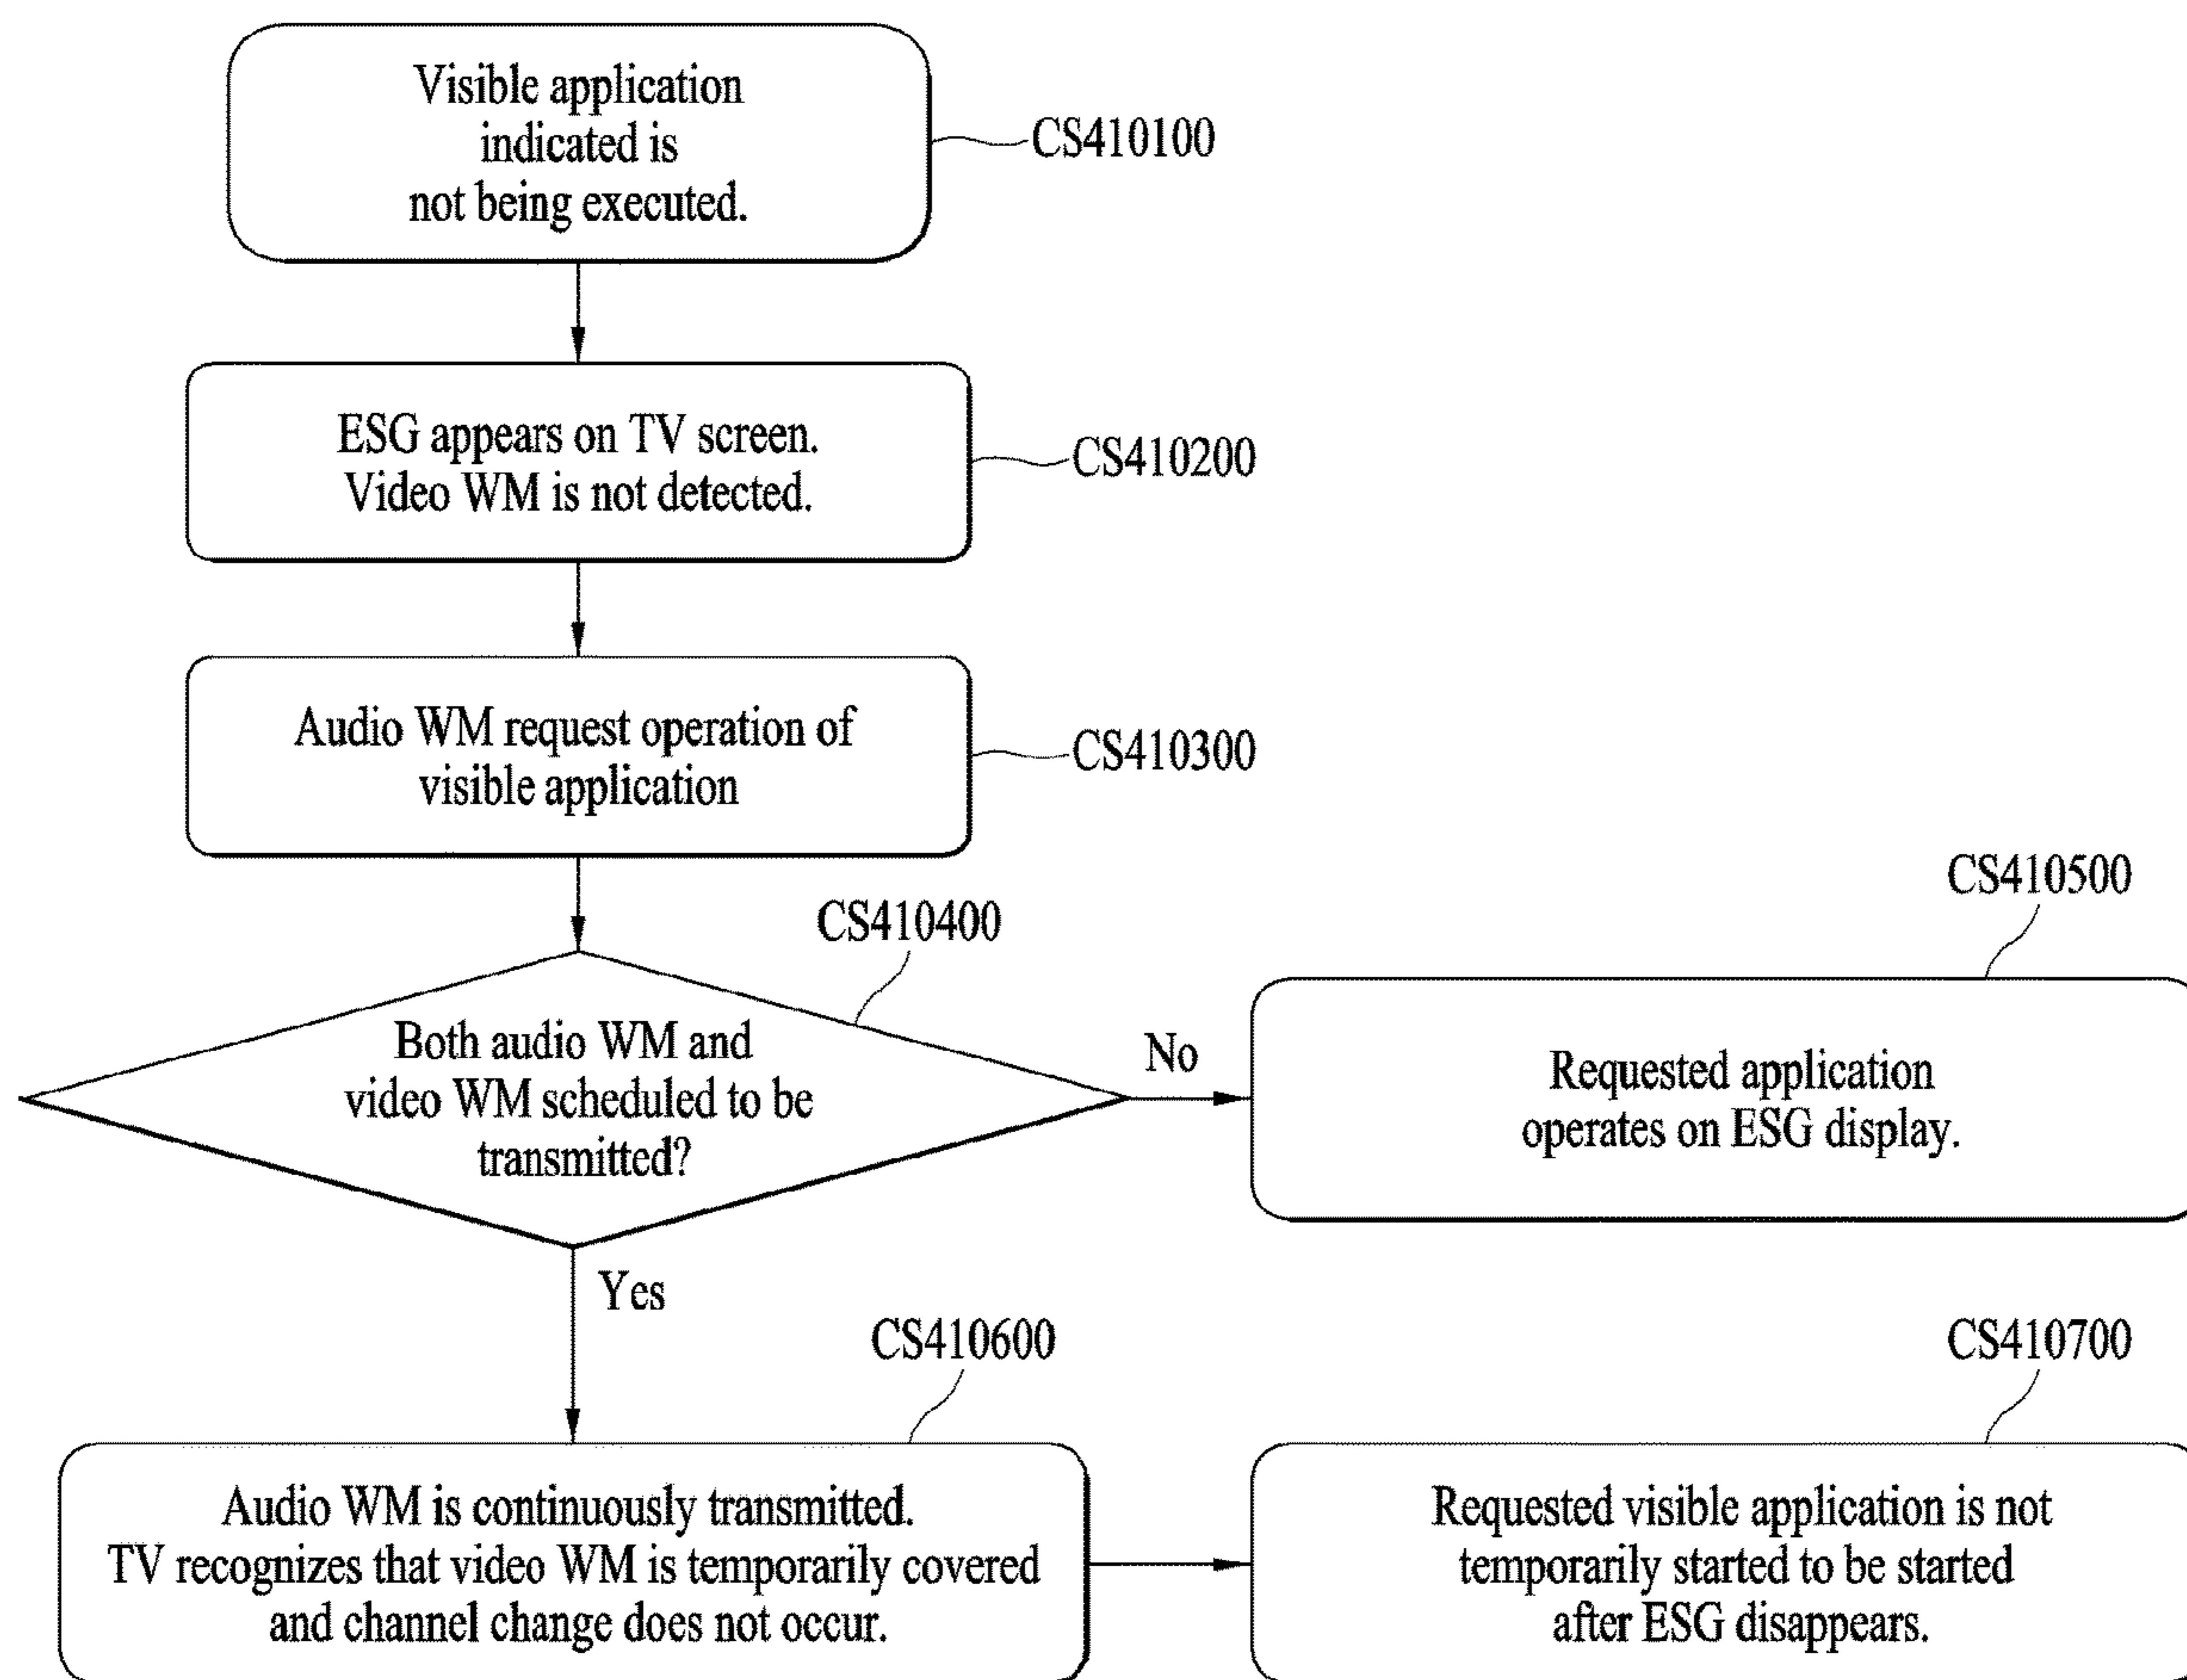 Visible application
indicated is
not being executed.
CS410100
ESG appears on TV screen.
Video WM is not detected.
CS410200
Audio WM request operation of
visible application
CS410300
CS410400
Both audio WM and
video WM scheduled to be
transmitted?
No
CS410500
Requested application
operates on ESG display.
Yes
CS410600
Audio WM is continuously transmitted.
TV recognizes that video WM is temporarily covered
and channel change does not occur.
CS410700
Requested visible application is not
temporarily started to be started
after ESG disappears.